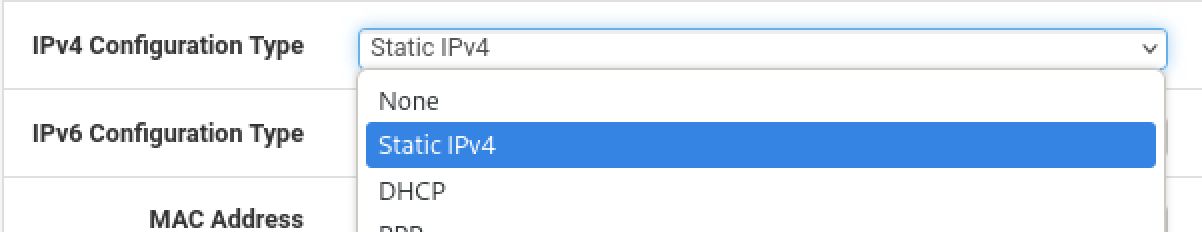 IPv4 Configuration Type
Static IPv4
None
IPv6 Configuration Type
Static IPv4
DHCP
MAC Address